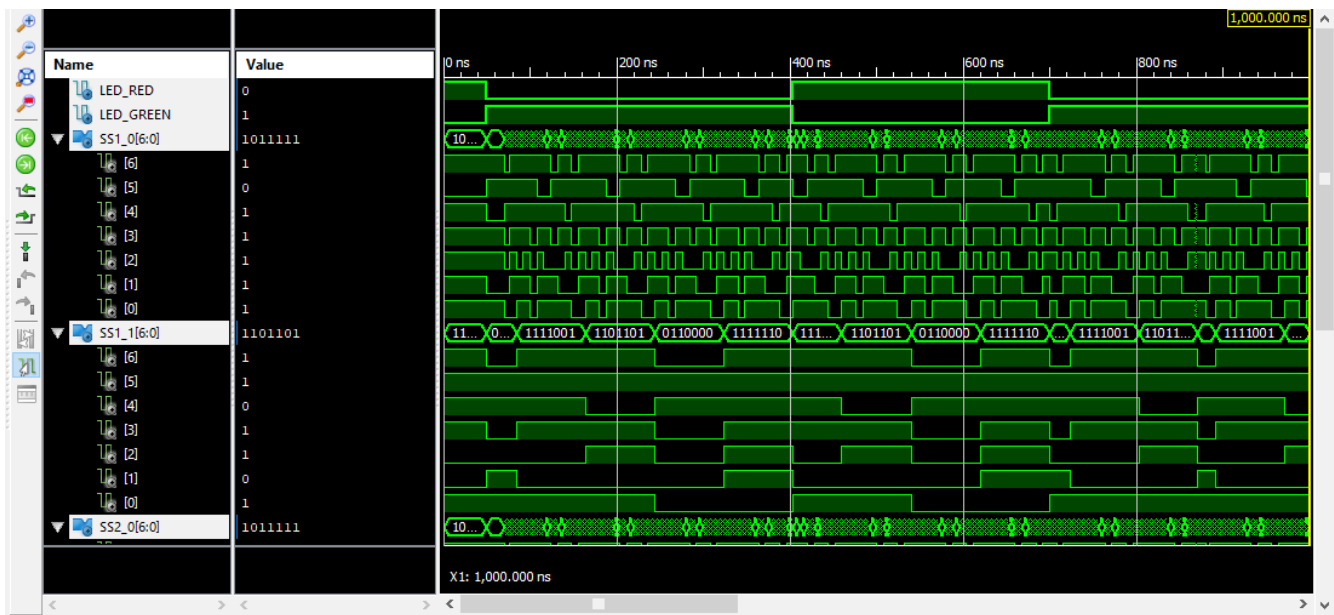 1,000.000 ns
Name Value 0 ns 200 ns 400 ns 600 ns 800 ns
LED_RED 0
LED_GREEN 1
SS1_0[6:0] 1011111 10...
[6] 1
[5] 0
[4] 1
[3] 1
[2] 1
[1] 1
[0] 1
SS1_1[6:0] 1101101 11... 0... 1111001 1101101 0110000 1111110 111... 1101101 0110000 1111110 ... 1111001 11011... 1111001 ...
[6] 1
[5] 1
[4] 0
[3] 1
[2] 1
[1] 0
[0] 1
SS2_0[6:0] 1011111 10...
X1: 1,000.000 ns